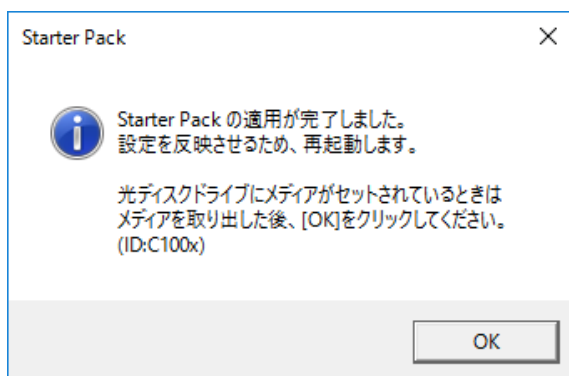 Starter Pack
Starter Pack の適用が完了しました。
設定を反映させるため、再起動します。
光ディスクドライブにメディアがセットされているときは
メディアを取り出した後、[OK]をクリックしてください。
(ID:C100x)
OK